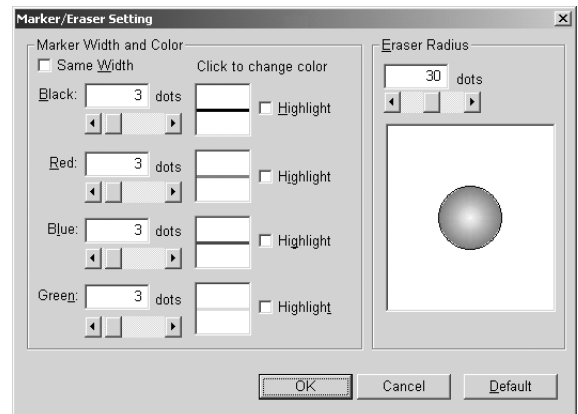 Marker/Eraser Setting
Marker Width and Color
Same Width
Click to change color
Black: 3 dots
Highlight
Red: 3 dots
Highlight
Blue: 3 dots
Highlight
Green: 3 dots
Highlight
Eraser Radius
30 dots
OK Cancel Default